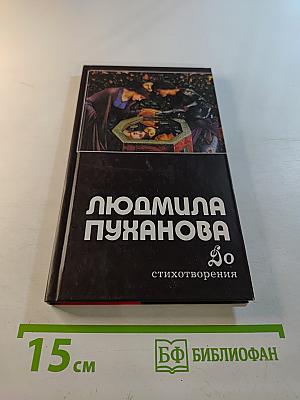 ЛЮДМИЛА
ПУХАНОВА
До
стихотворения
15 см
БФ БИБЛИОФАН